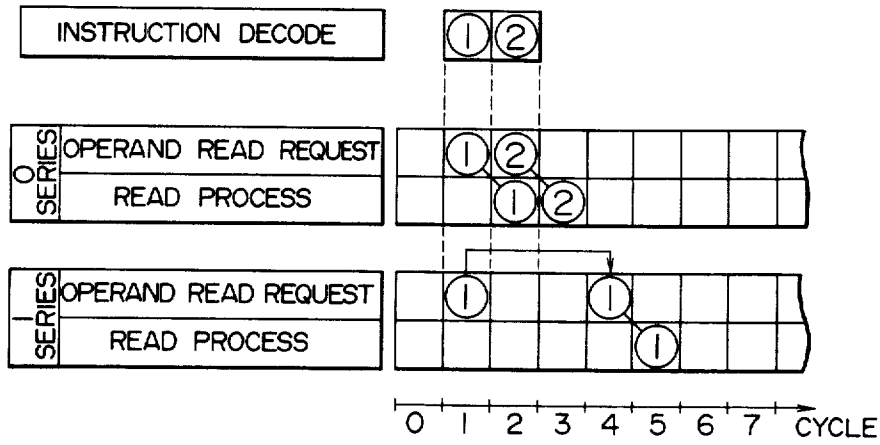 INSTRUCTION DECODE 1 2
0 SERIES
OPERAND READ REQUEST 1 2
READ PROCESS 1 2
1 SERIES
OPERAND READ REQUEST 1 1
READ PROCESS 1
0 1 2 3 4 5 6 7 CYCLE